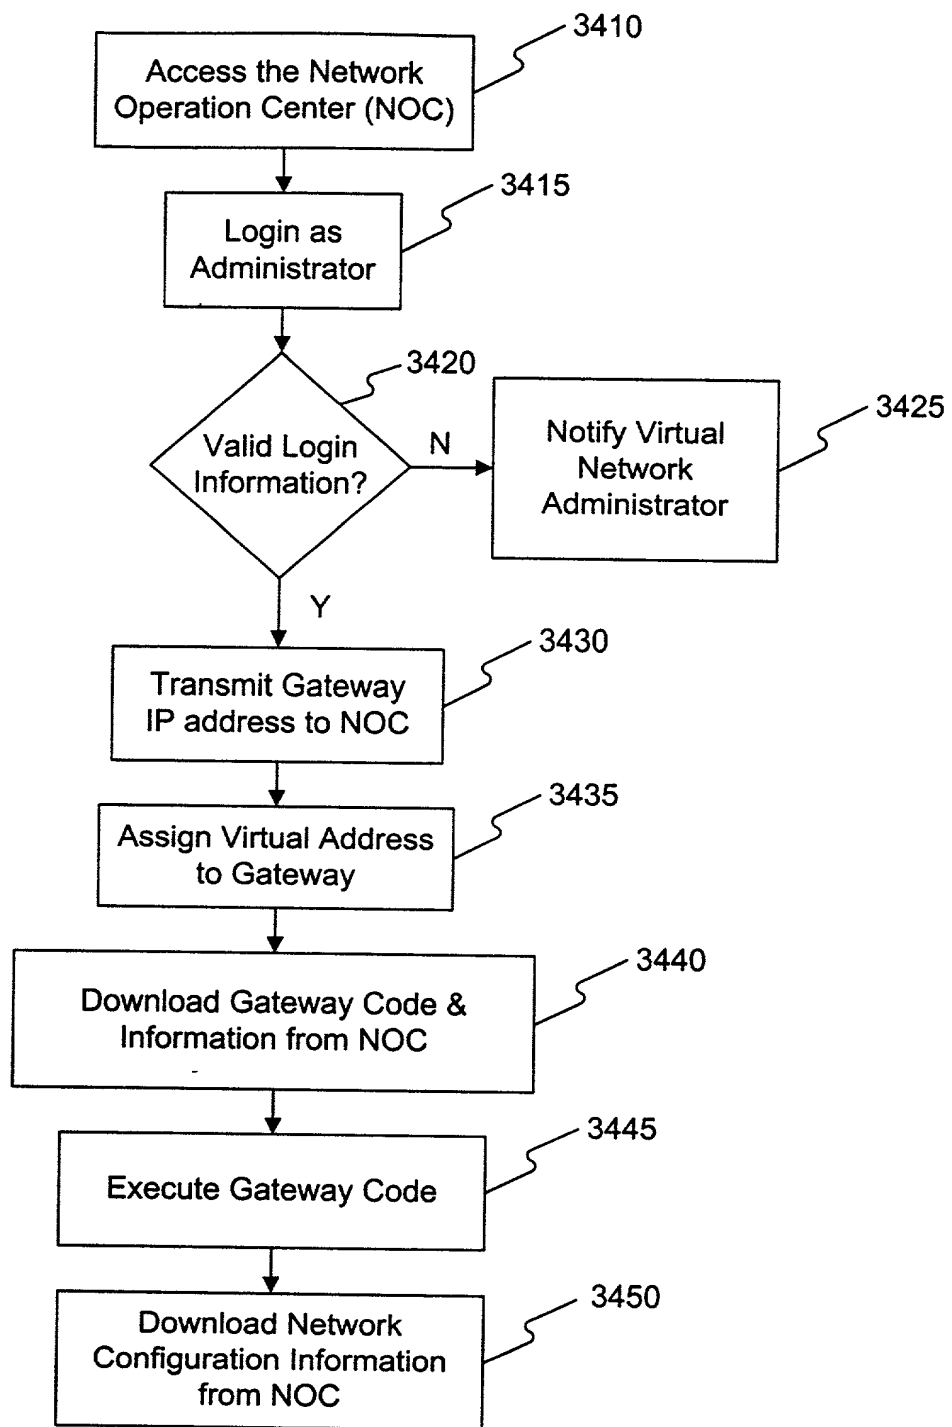 3410
Access the Network
Operation Center (NOC)
3415
Login as
Administrator
3420
Valid Login
Information?
N
3425
Notify Virtual
Network
Administrator
Y
3430
Transmit Gateway
IP address to NOC
3435
Assign Virtual Address
to Gateway
3440
Download Gateway Code &
Information from NOC
3445
Execute Gateway Code
3450
Download Network
Configuration Information
from NOC